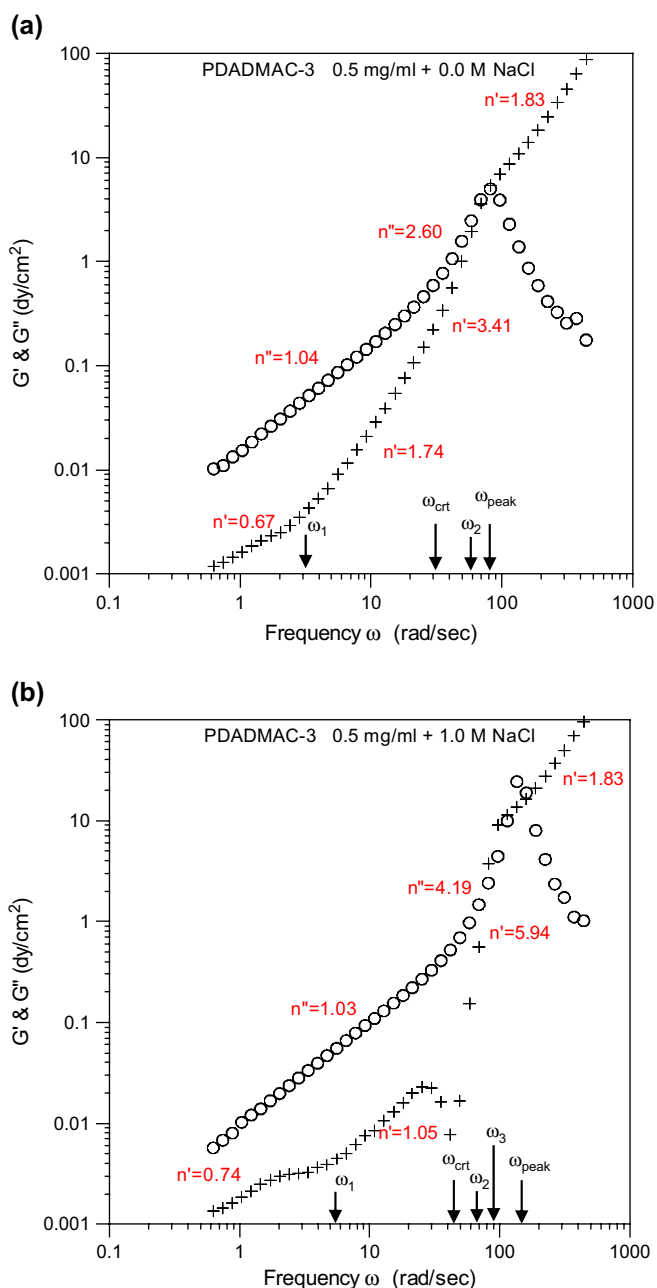 (a)
PDADMAC-3 0.5 mg/ml + 0.0 M NaCl
100
10
1
0.1
0.01
0.001
G' & G" (dy/cm²)
n'=1.83
n"=2.60
n'=3.41
n"=1.04
n'=1.74
n'=0.67
ω₁
ωcrt
ω₂
ωpeak
0.1
1
10
100
1000
Frequency ω (rad/sec)
(b)
PDADMAC-3 0.5 mg/ml + 1.0 M NaCl
100
10
1
0.1
0.01
0.001
G' & G" (dy/cm²)
n'=1.83
n"=4.19
n'=5.94
n"=1.03
n'=1.05
n'=0.74
ω₁
ωcrt
ω₂
ω₃
ωpeak
0.1
1
10
100
1000
Frequency ω (rad/sec)